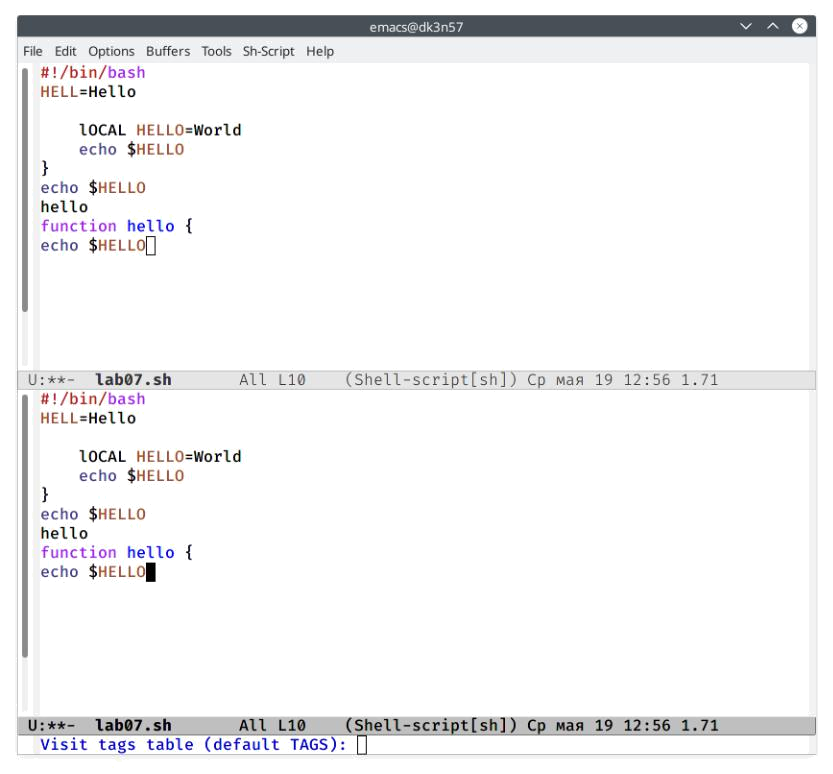 emacs@dk3n57
File Edit Options Buffers Tools Sh-Script Help
#!/bin/bash
HELL=Hello
lOCAL HELLO=World
echo $HELLO
}
echo $HELLO
hello
function hello {
echo $HELLO
U:**- lab07.sh All L10 (Shell-script[sh]) Ср мая 19 12:56 1.71
#!/bin/bash
HELL=Hello
lOCAL HELLO=World
echo $HELLO
}
echo $HELLO
hello
function hello {
echo $HELLO
U:**- lab07.sh All L10 (Shell-script[sh]) Ср мая 19 12:56 1.71
Visit tags table (default TAGS):